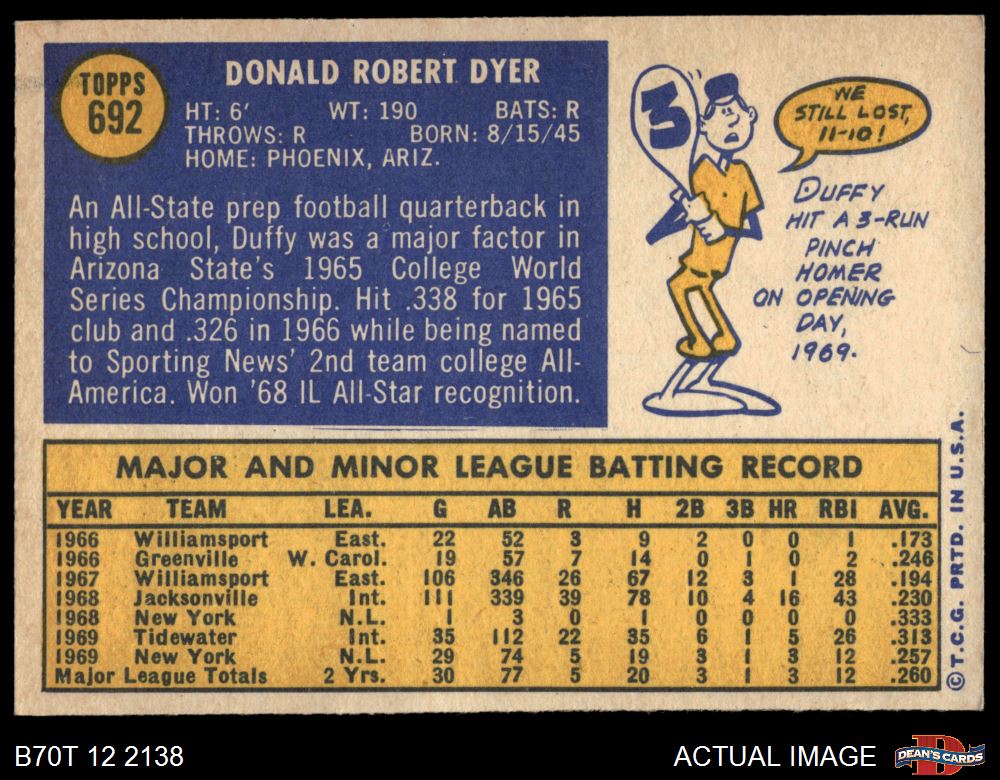 TOPPS
692
DONALD ROBERT DYER
HT: 6' WT: 190 BATS: R
THROWS: R BORN: 8/15/45
HOME: PHOENIX, ARIZ.
An All-State prep football quarterback in
high school, Duffy was a major factor in
Arizona State's 1965 College World
Series Championship. Hit .338 for 1965
club and .326 in 1966 while being named
to Sporting News' 2nd team college All-
America. Won '68 IL All-Star recognition.
3
WE
STILL LOST,
11-10!
DUFFY
HIT A 3-RUN
PINCH
HOMER
ON OPENING
DAY,
1969.
MAJOR AND MINOR LEAGUE BATTING RECORD
YEAR TEAM LEA. G AB R H 2B 3B HR RBI AVG.
1966 Williamsport East. 22 52 3 9 2 0 0 1 .173
1966 Greenville W. Carol. 19 57 7 14 0 1 0 2 .246
1967 Williamsport East. 106 346 26 67 12 3 1 28 .194
1968 Jacksonville Int. 111 339 39 78 10 4 16 43 .230
1968 New York N.L. 1 3 0 1 0 0 0 0 .333
1969 Tidewater Int. 35 112 22 35 6 1 5 26 .313
1969 New York N.L. 29 74 5 19 3 1 3 12 .257
Major League Totals 2 Yrs. 30 77 5 20 3 1 3 12 .260
©T.C.G. PRTD. IN U.S.A.
B70T 12 2138
ACTUAL IMAGE
D
DEAN'S CARDS